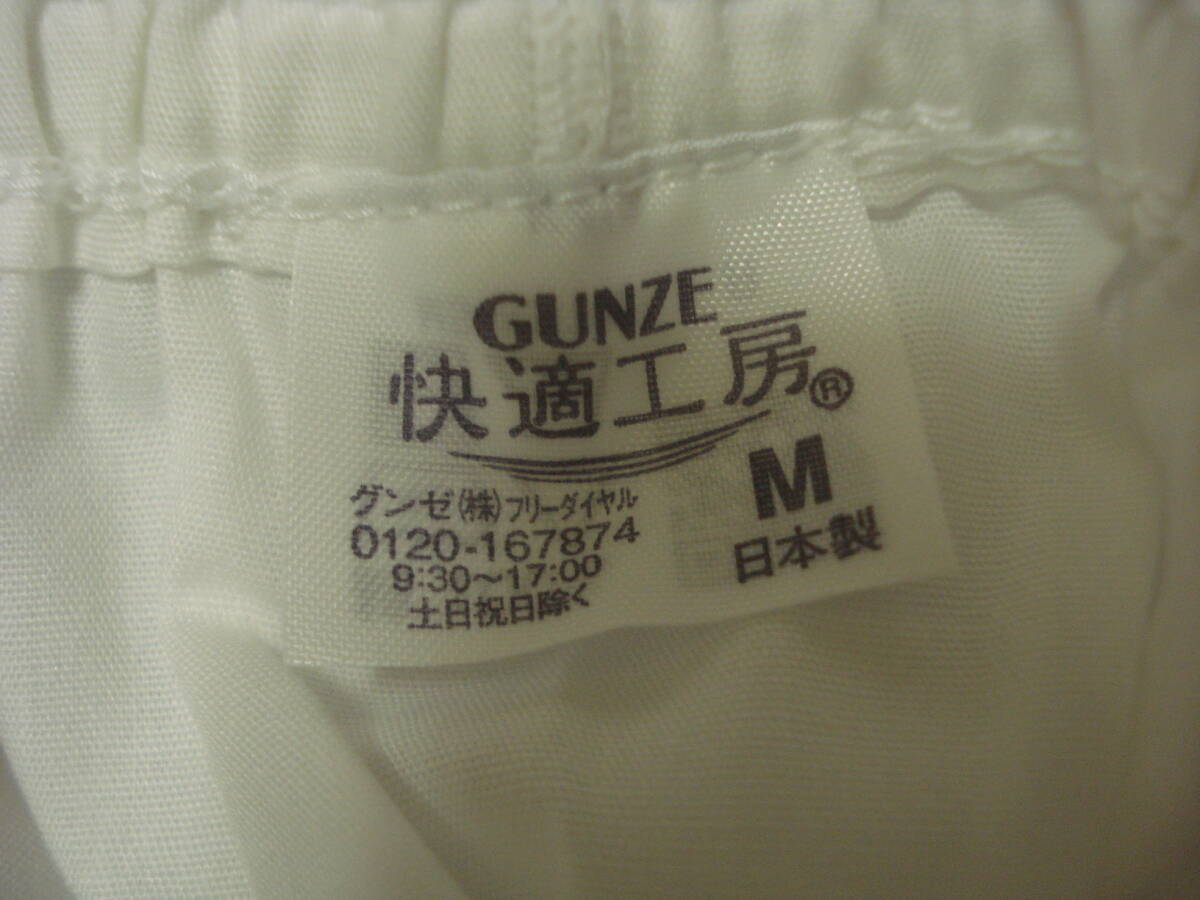 GUNZE
快適工房®
グンゼ(株)フリーダイヤル
0120-167874
9:30～17:00
土日祝日除く
M
日本製